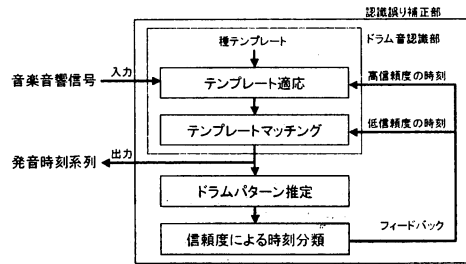 認識誤り補正部
種テンプレート
ドラム音認識部
音楽音響信号
入力
テンプレート適応
高信頼度の時刻
テンプレートマッチング
低信頼度の時刻
発音時刻系列
出力
ドラムパターン推定
信頼度による時刻分類
フィードバック